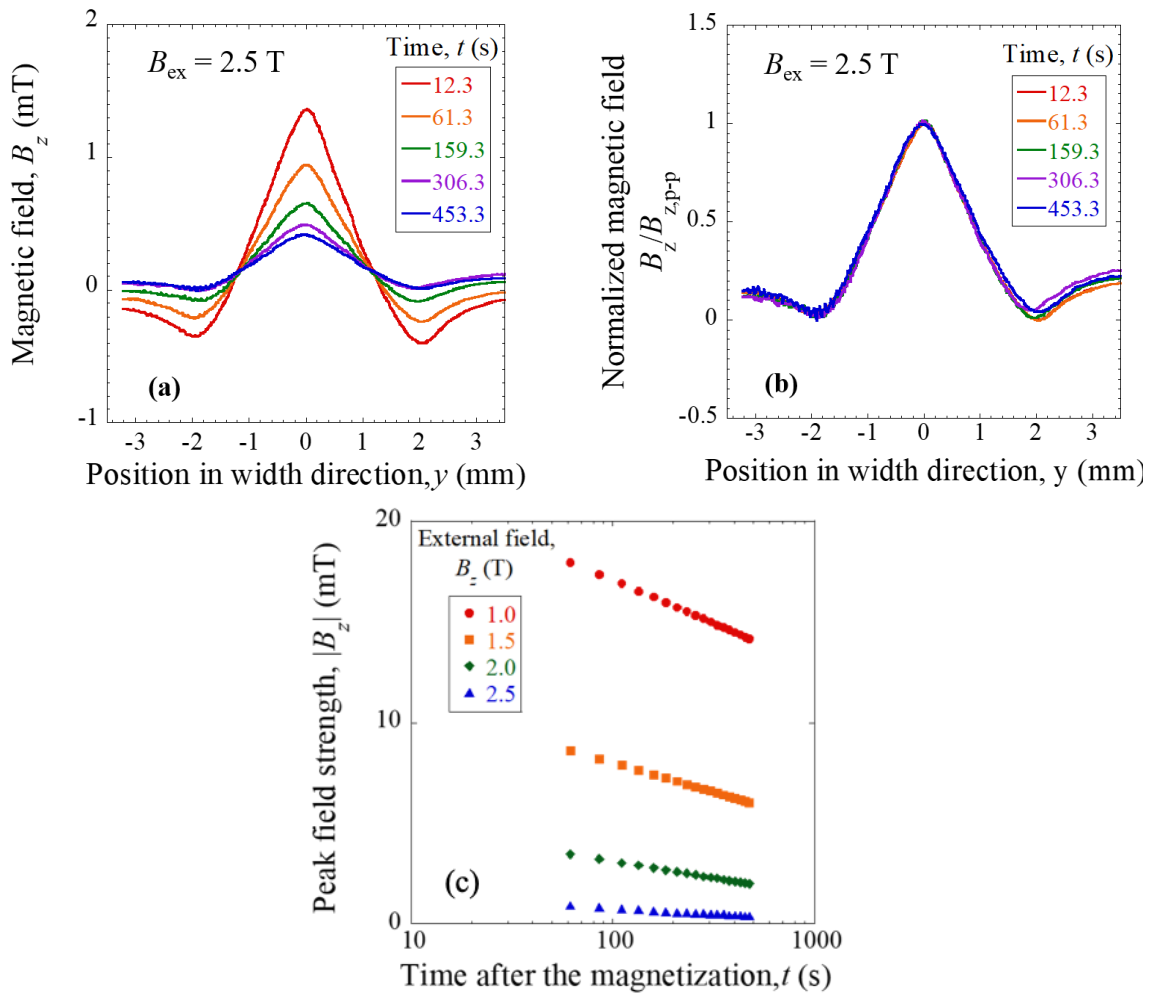 Magnetic field, B_z (mT)
2
1
0
-1
B_ex = 2.5 T
Time, t (s)
12.3
61.3
159.3
306.3
453.3
(a)
-3 -2 -1 0 1 2 3
Position in width direction,y (mm)
Normalized magnetic field
B_z/B_z,p-p
1.5
1
0.5
0
-0.5
B_ex = 2.5 T
Time, t (s)
12.3
61.3
159.3
306.3
453.3
(b)
-3 -2 -1 0 1 2 3
Position in width direction, y (mm)
Peak field strength, |B_z| (mT)
20
10
0
External field,
B_z (T)
1.0
1.5
2.0
2.5
(c)
10 100 1000
Time after the magnetization,t (s)